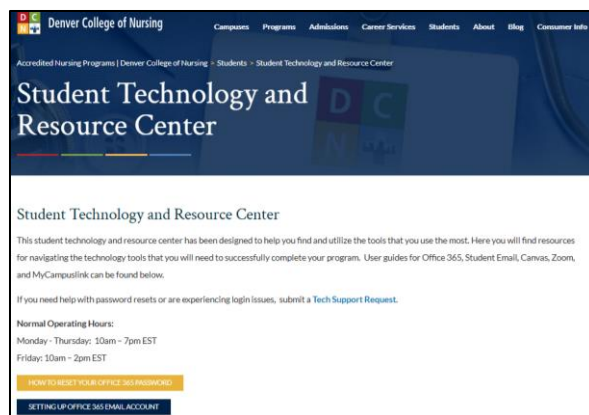 D C
N
Denver College of Nursing
Campuses Programs Admissions Career Services Students About Blog Consumer Info
Accredited Nursing Programs | Denver College of Nursing > Students > Student Technology and Resource Center
Student Technology and
Resource Center
D C
N
Student Technology and Resource Center
This student technology and resource center has been designed to help you find and utilize the tools that you use the most. Here you will find resources
for navigating the technology tools that you will need to successfully complete your program. User guides for Office 365, Student Email, Canvas, Zoom,
and MyCampuslink can be found below.
If you need help with password resets or are experiencing login issues, submit a Tech Support Request.
Normal Operating Hours:
Monday - Thursday: 10am – 7pm EST
Friday: 10am – 2pm EST
HOW TO RESET YOUR OFFICE 365 PASSWORD
SETTING UP OFFICE 365 EMAIL ACCOUNT